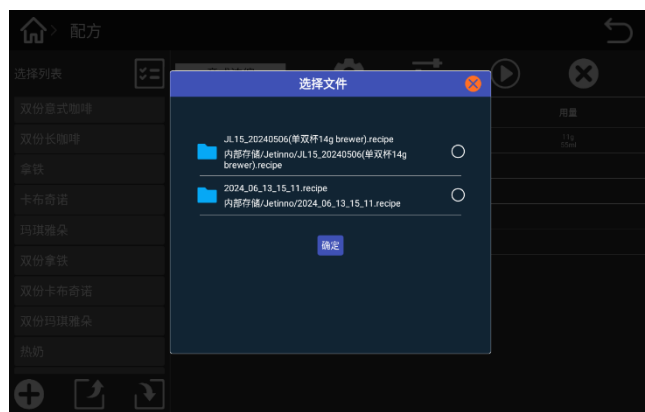 配方
选择列表
选择文件
双份意式咖啡
用量
双份长咖啡
JL15_20240506(单双杯14g brewer).recipe
内部存储/Jetinno/JL15_20240506(单双杯14g
brewer).recipe
11g
55ml
拿铁
卡布奇诺
2024_06_13_15_11.recipe
内部存储/Jetinno/2024_06_13_15_11.recipe
玛琪雅朵
确定
双份拿铁
双份卡布奇诺
双份玛琪雅朵
热奶